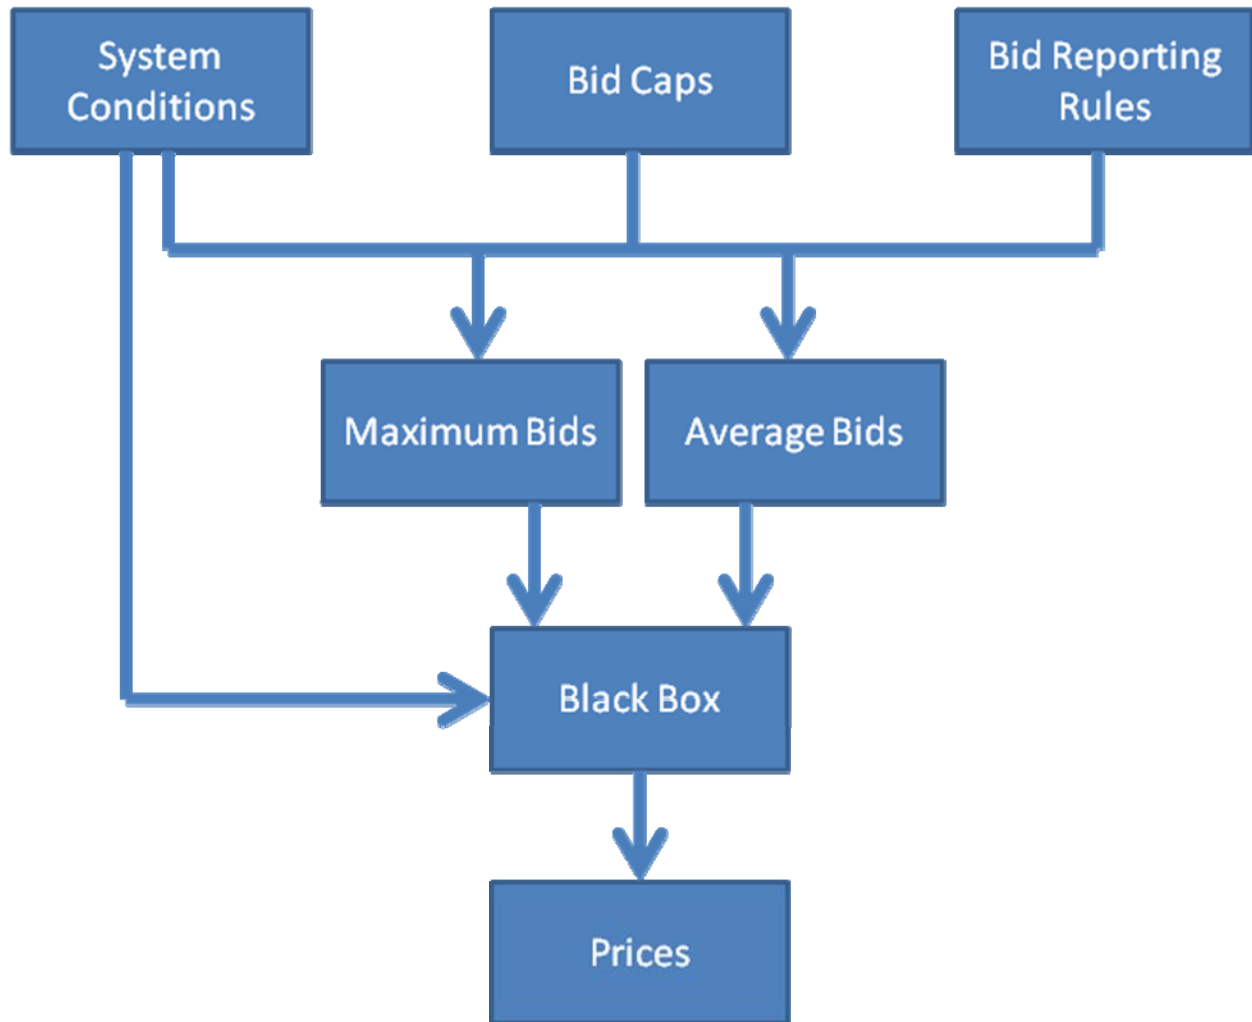 System
Conditions
Bid Caps
Bid Reporting
Rules
Maximum Bids
Average Bids
Black Box
Prices